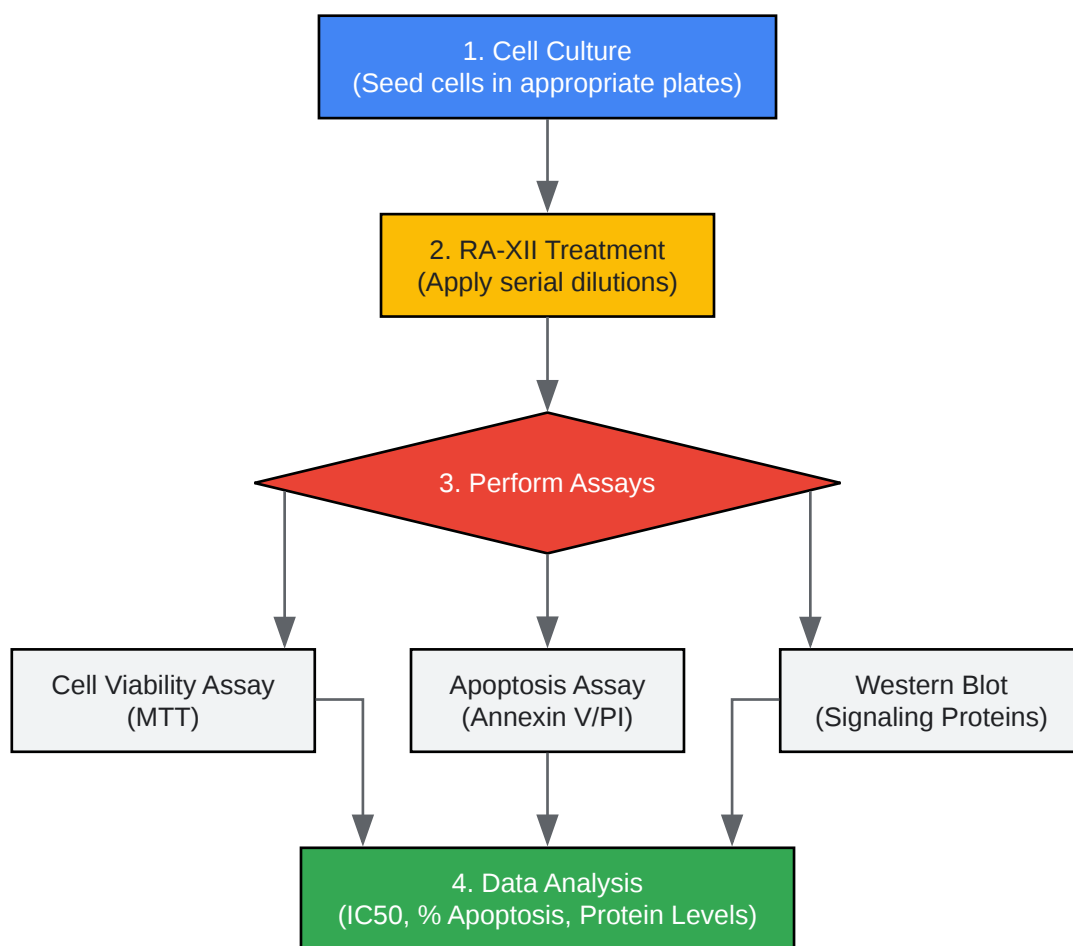 1. Cell Culture
(Seed cells in appropriate plates)
2. RA-XII Treatment
(Apply serial dilutions)
3. Perform Assays
Cell Viability Assay
(MTT)
Apoptosis Assay
(Annexin V/PI)
Western Blot
(Signaling Proteins)
4. Data Analysis
(IC50, % Apoptosis, Protein Levels)